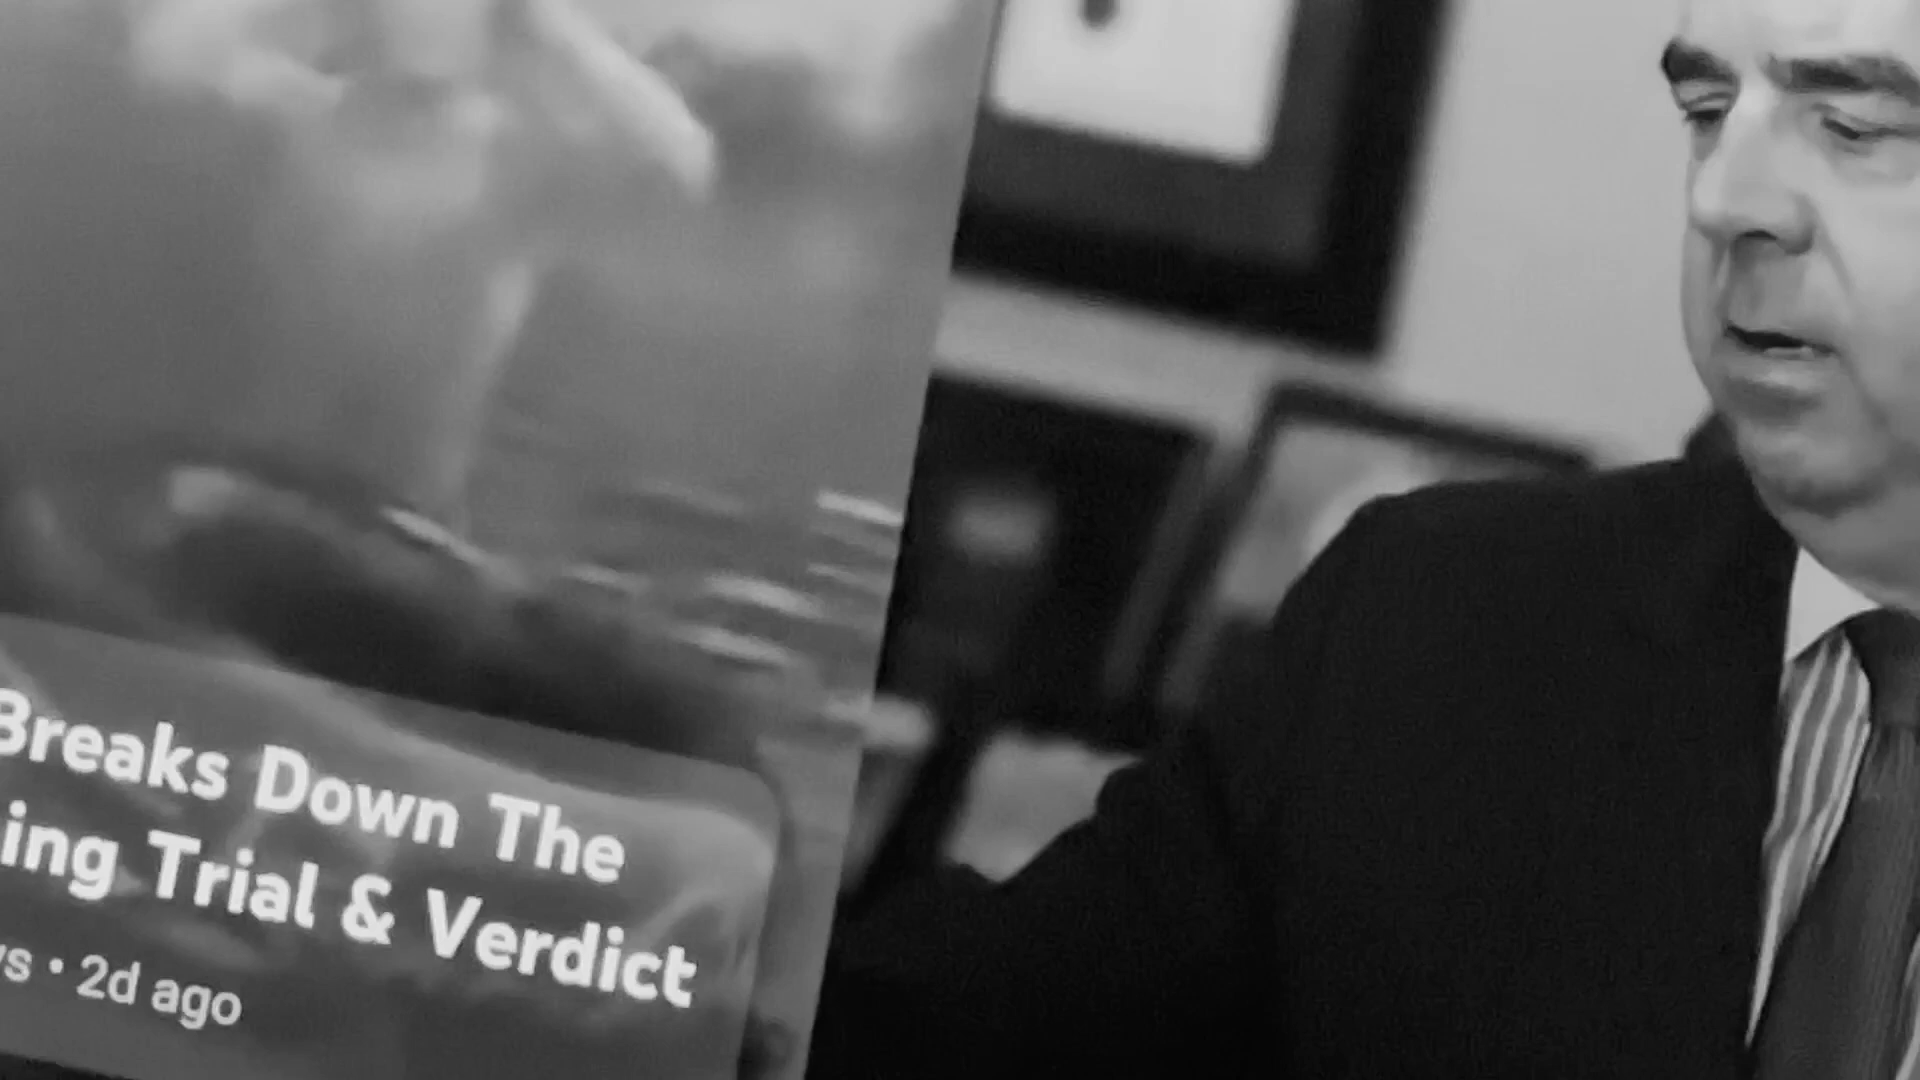 Breaks Down The
ing Trial & Verdict
s • 2d ago